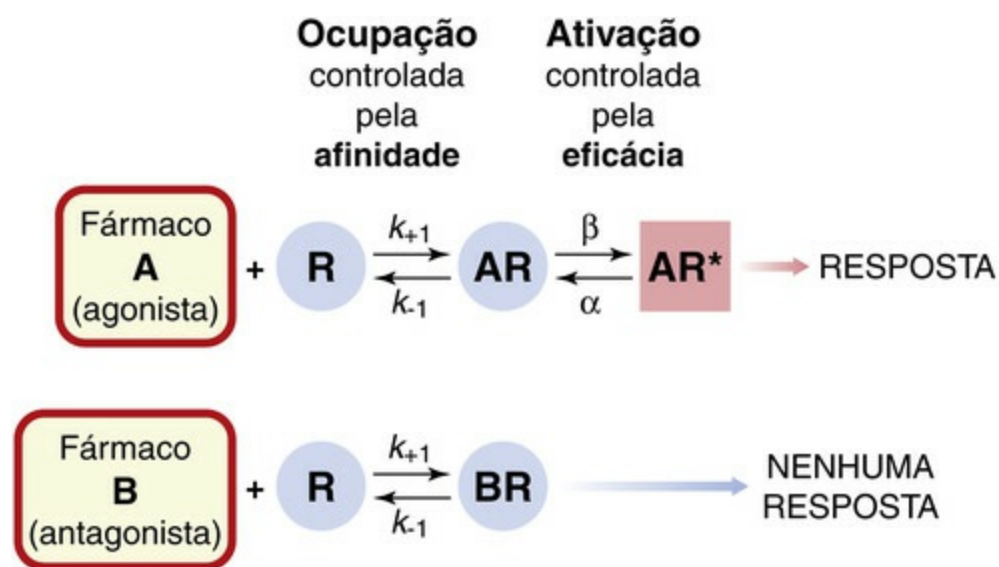 Ocupação
controlada
pela
afinidade
Ativação
controlada
pela
eficácia
Fármaco
A
(agonista)
+
R
k+1
k-1
AR
β
α
AR*
RESPOSTA
Fármaco
B
(antagonista)
+
R
k+1
k-1
BR
NENHUMA
RESPOSTA